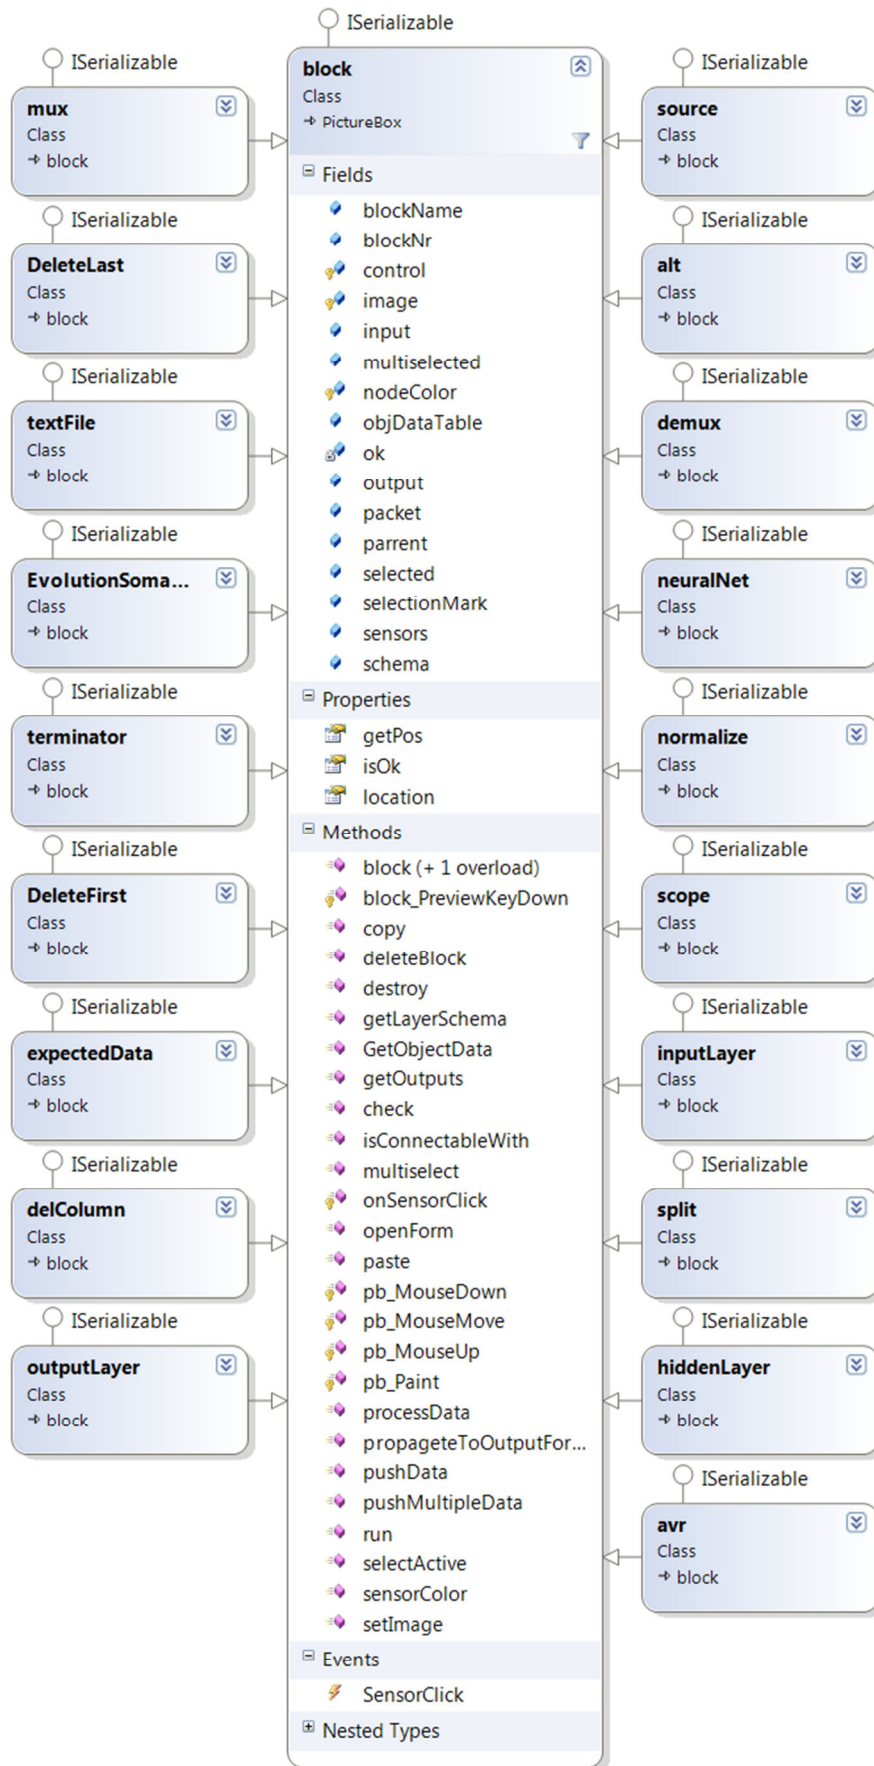 ISerializable
block
Class
PictureBox
Fields
blockName
blockNr
control
image
input
multiselected
nodeColor
objDataTable
ok
output
packet
parrent
selected
selectionMark
sensors
schema
Properties
getPos
isOk
location
Methods
block (+ 1 overload)
block_PreviewKeyDown
copy
deleteBlock
destroy
getLayerSchema
GetObjectData
getOutputs
check
isConnectableWith
multiselect
onSensorClick
openForm
paste
pb_MouseDown
pb_MouseMove
pb_MouseUp
pb_Paint
processData
propageteToOutputFor...
pushData
pushMultipleData
run
selectActive
sensorColor
setImage
Events
SensorClick
Nested Types
ISerializable
mux
Class
block
ISerializable
DeleteLast
Class
block
ISerializable
textFile
Class
block
ISerializable
EvolutionSoma...
Class
block
ISerializable
terminator
Class
block
ISerializable
DeleteFirst
Class
block
ISerializable
expectedData
Class
block
ISerializable
delColumn
Class
block
ISerializable
outputLayer
Class
block
ISerializable
source
Class
block
ISerializable
alt
Class
block
ISerializable
demux
Class
block
ISerializable
neuralNet
Class
block
ISerializable
normalize
Class
block
ISerializable
scope
Class
block
ISerializable
inputLayer
Class
block
ISerializable
split
Class
block
ISerializable
hiddenLayer
Class
block
ISerializable
avr
Class
block